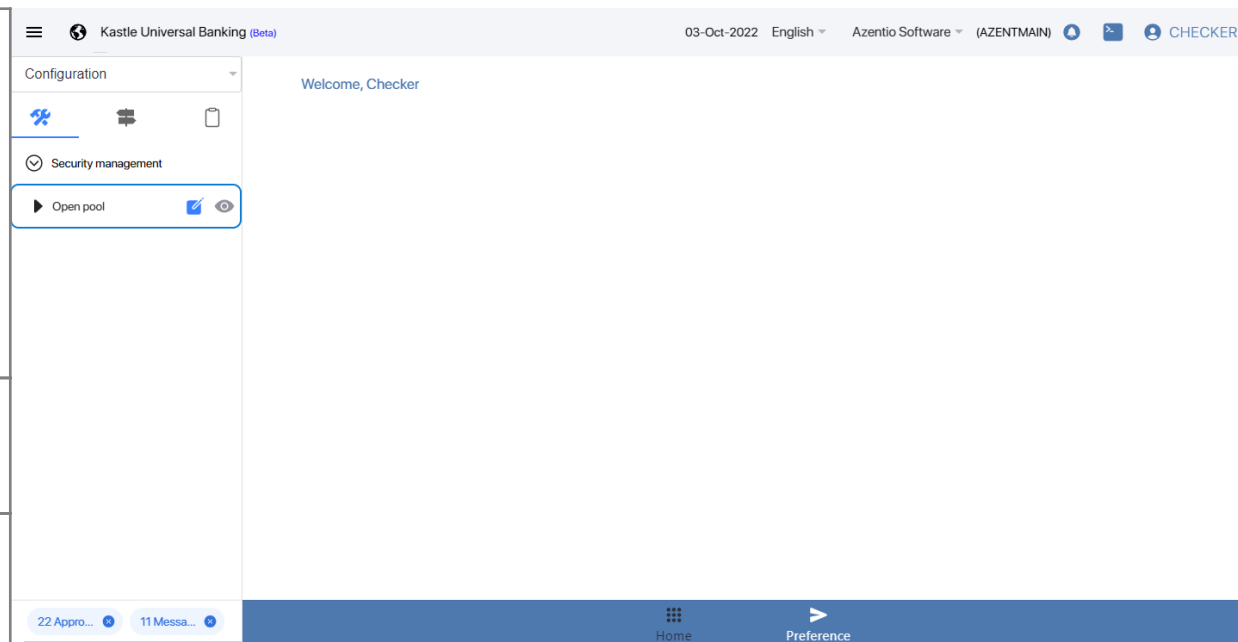 Kastle Universal Banking (Beta)
03-Oct-2022 English Azentio Software (AZENTMAIN) CHECKER
Configuration
Welcome, Checker
Security management
Open pool
22 Appro... 11 Messa...
Home Preference